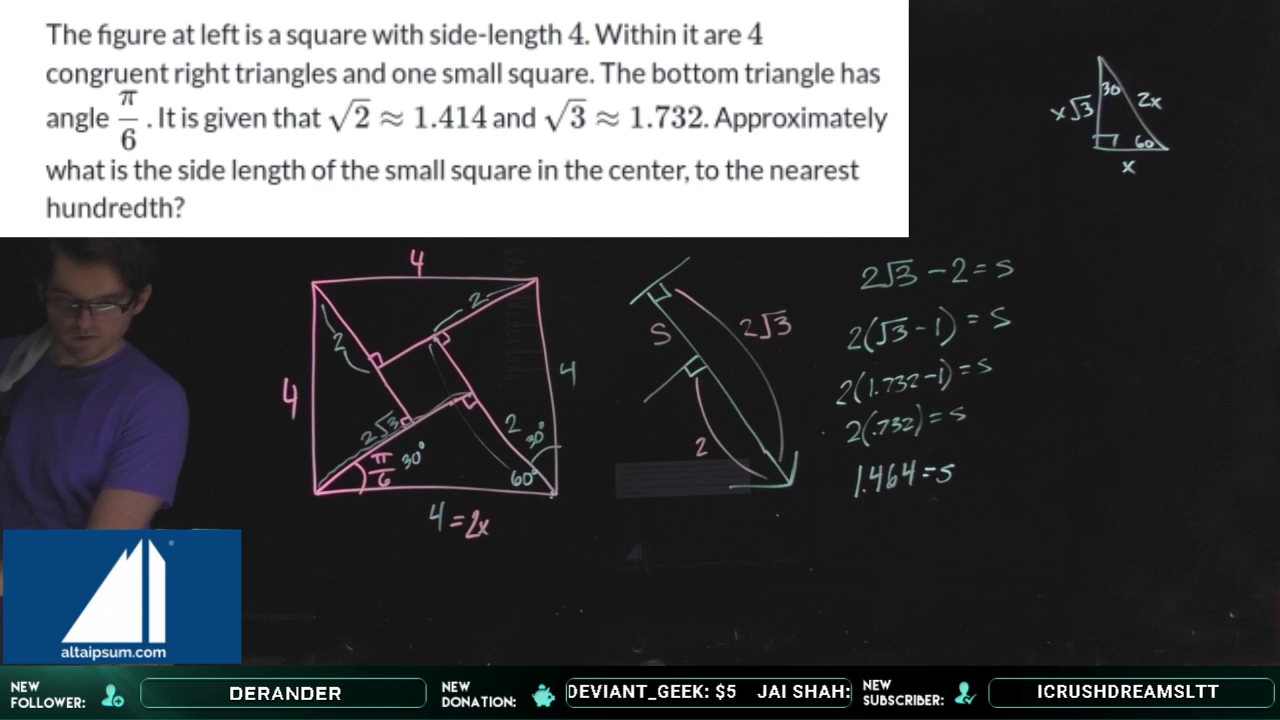 The figure at left is a square with side-length 4. Within it are 4
congruent right triangles and one small square. The bottom triangle has
angle π/6. It is given that √2 ≈ 1.414 and √3 ≈ 1.732. Approximately
what is the side length of the small square in the center, to the nearest
hundredth?
30
x√3
2x
60
x
4
2
2
4
4
2√3
π/6 30°
2
30°
60°
4=2x
S
2√3
2
2√3 - 2 = S
2(√3 - 1) = S
2(1.732-1) = S
2(.732) = S
1.464 = S
®
altaipsum.com
NEW FOLLOWER:
DERANDER
NEW DONATION:
DEVIANT_GEEK: $5 JAI SHAH:
NEW SUBSCRIBER:
ICRUSHDREAMSLTT